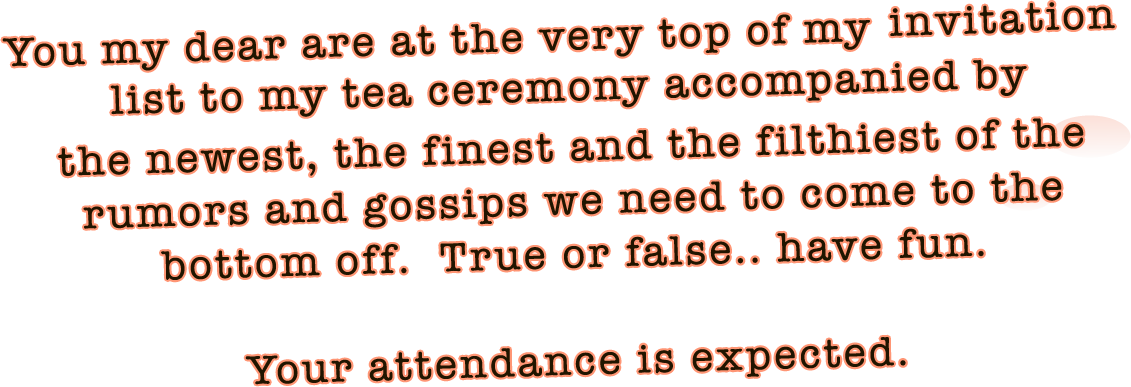 You my dear are at the very top of my invitation
list to my tea ceremony accompanied by
the newest, the finest and the filthiest of the
rumors and gossips we need to come to the
bottom off.  True or false.. have fun.
Your attendance is expected.